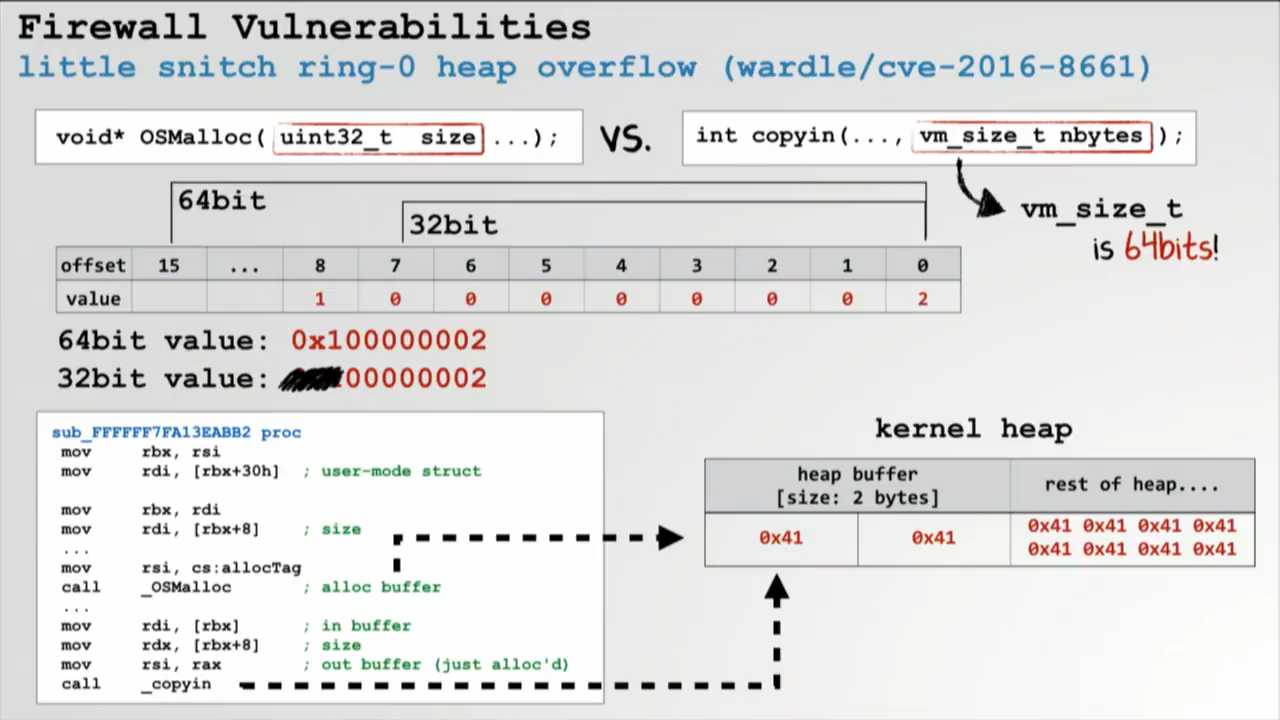 Firewall Vulnerabilities
little snitch ring-0 heap overflow (wardle/cve-2016-8661)
void* OSMalloc( uint32_t size ...);
VS.
int copyin(..., vm_size_t nbytes );
vm_size_t
is 64bits!
64bit
32bit
offset 15 ... 8 7 6 5 4 3 2 1 0
value 1 0 0 0 0 0 0 0 2
64bit value: 0x100000002
32bit value: 00000002
sub_FFFFFF7FA13EABB2 proc
mov rbx, rsi
mov rdi, [rbx+30h] ; user-mode struct
mov rbx, rdi
mov rdi, [rbx+8] ; size
...
mov rsi, cs:allocTag
call _OSMalloc ; alloc buffer
...
mov rdi, [rbx] ; in buffer
mov rdx, [rbx+8] ; size
mov rsi, rax ; out buffer (just alloc'd)
call _copyin
kernel heap
heap buffer
[size: 2 bytes]
rest of heap....
0x41 0x41
0x41 0x41 0x41 0x41
0x41 0x41 0x41 0x41